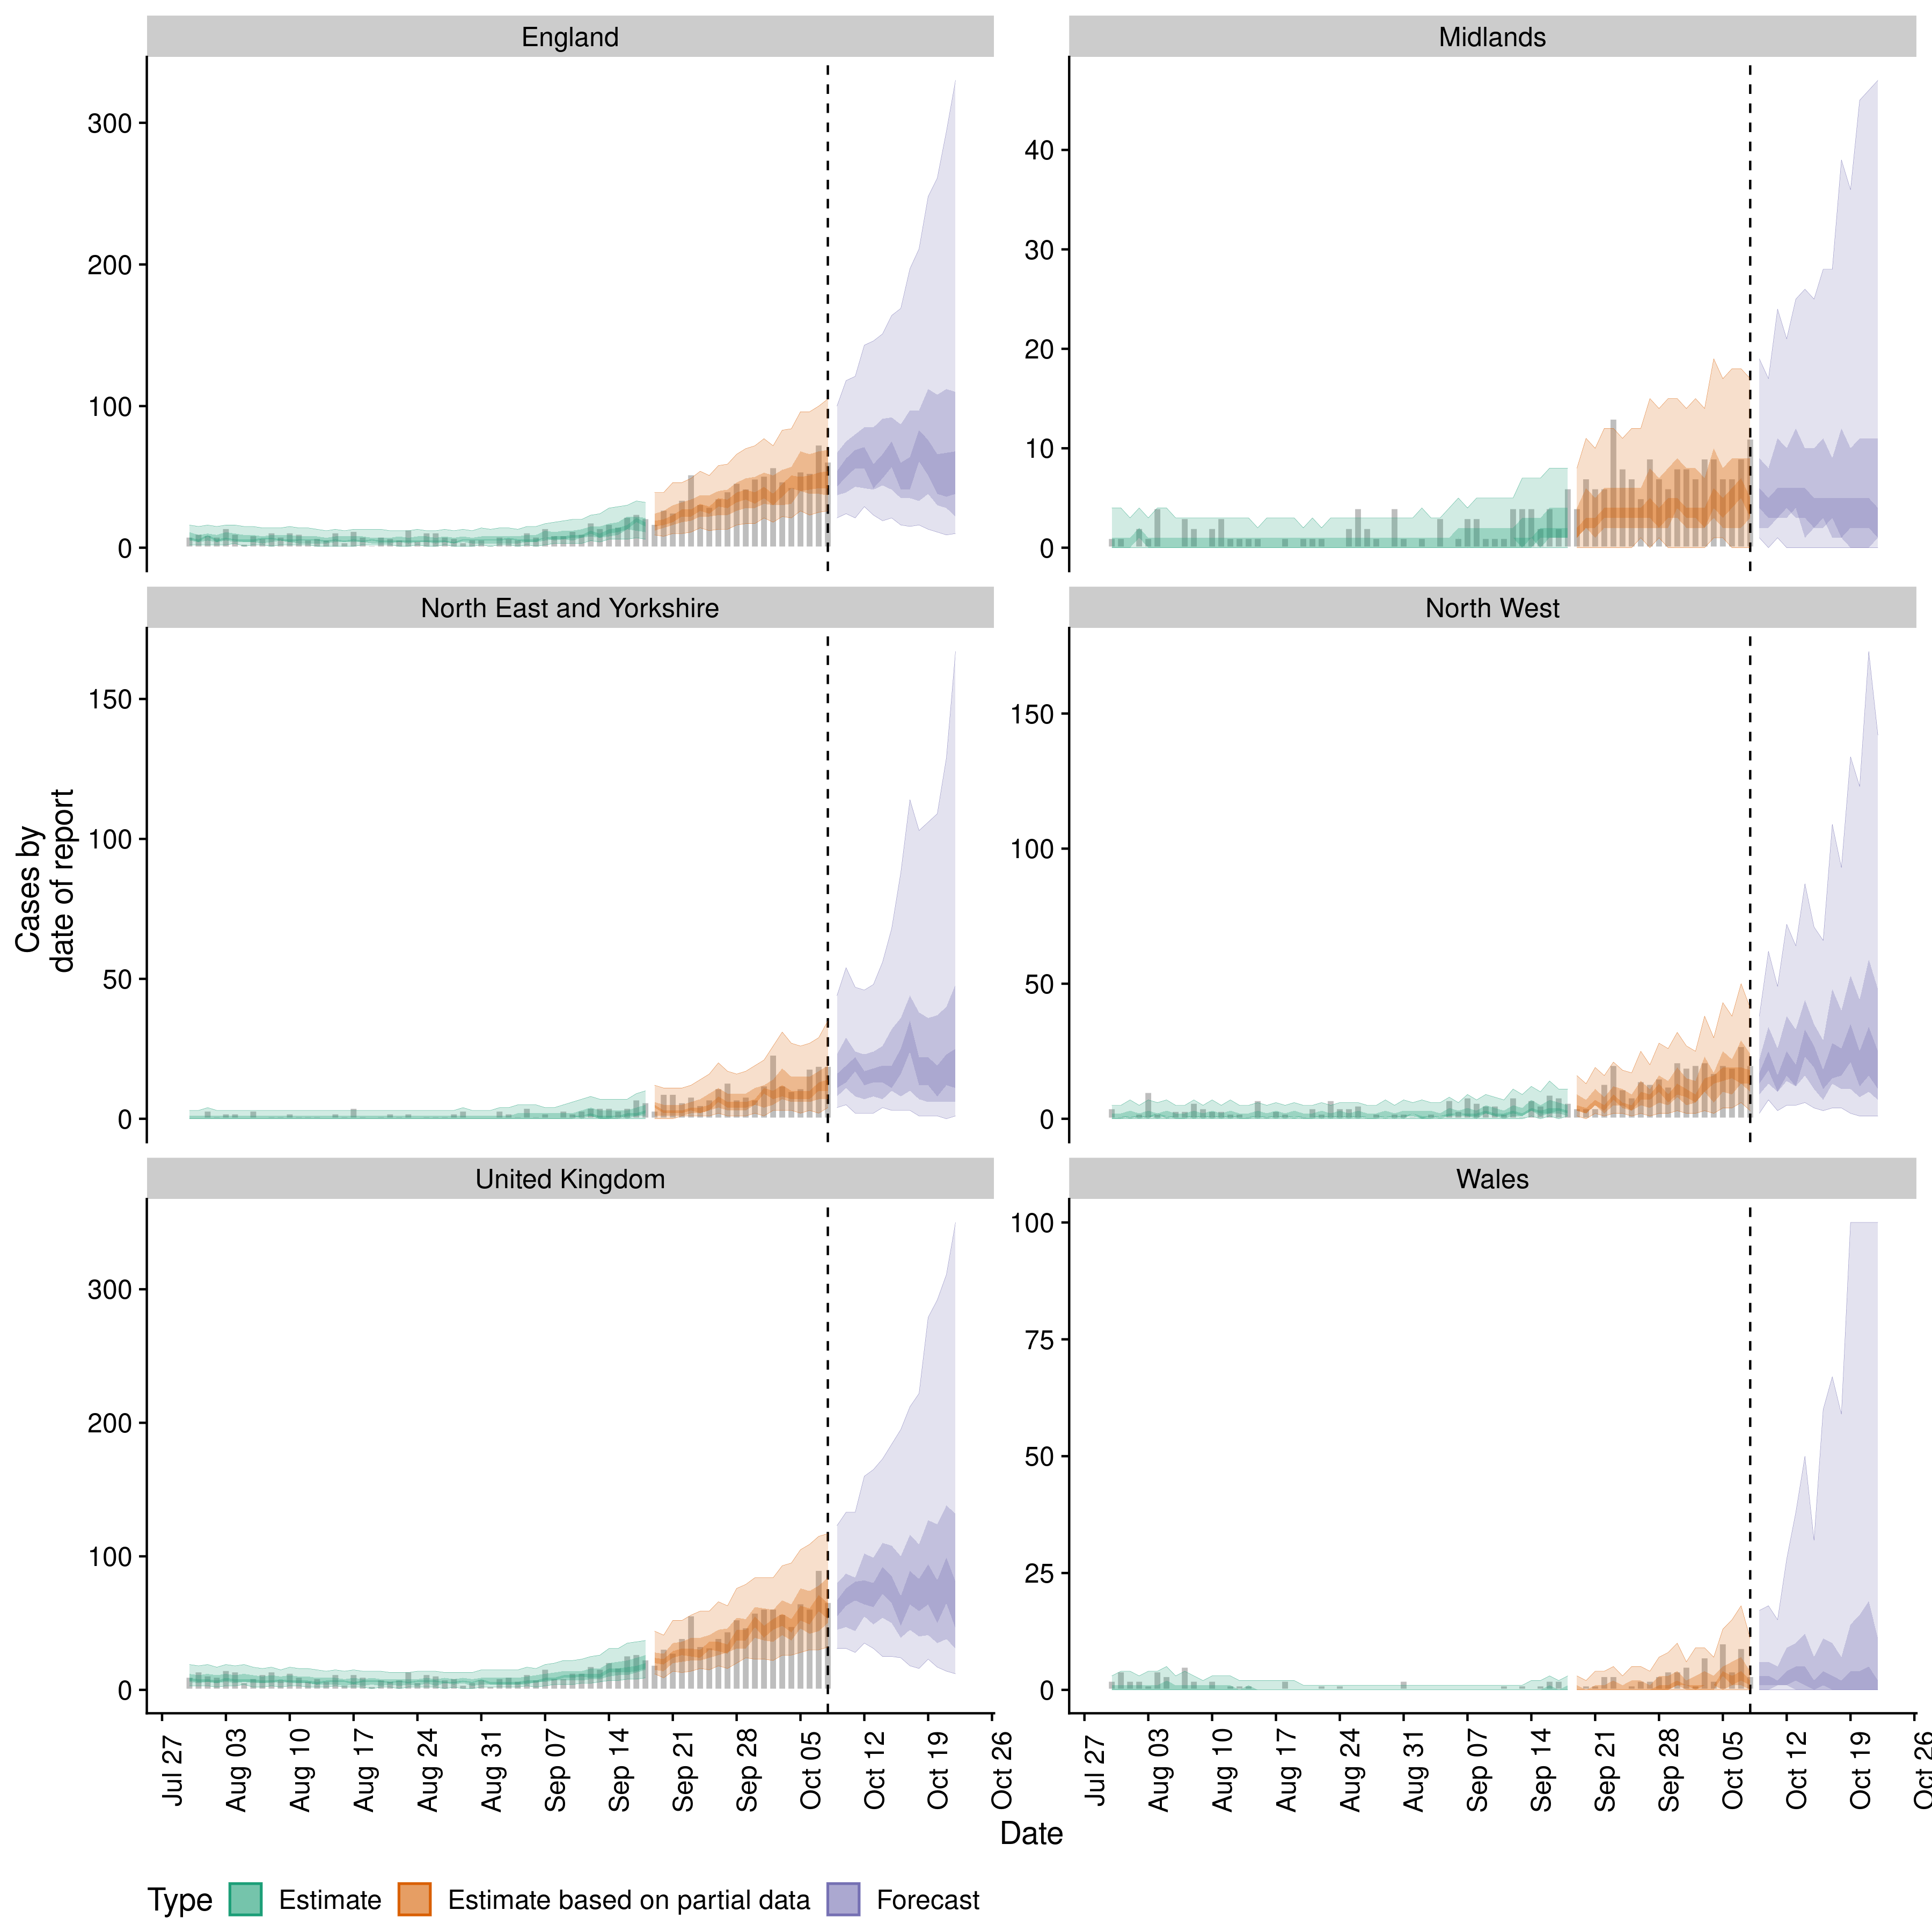 England
Midlands
300
200
100
0
40
30
20
10
0
North East and Yorkshire
North West
150
100
50
0
150
100
50
0
Cases by
date of report
United Kingdom
Wales
300
200
100
0
100
75
50
25
0
Jul 27
Aug 03
Aug 10
Aug 17
Aug 24
Aug 31
Sep 07
Sep 14
Sep 21
Sep 28
Oct 05
Oct 12
Oct 19
Oct 26
Jul 27
Aug 03
Aug 10
Aug 17
Aug 24
Aug 31
Sep 07
Sep 14
Sep 21
Sep 28
Oct 05
Oct 12
Oct 19
Oct 26
Date
Type Estimate Estimate based on partial data Forecast